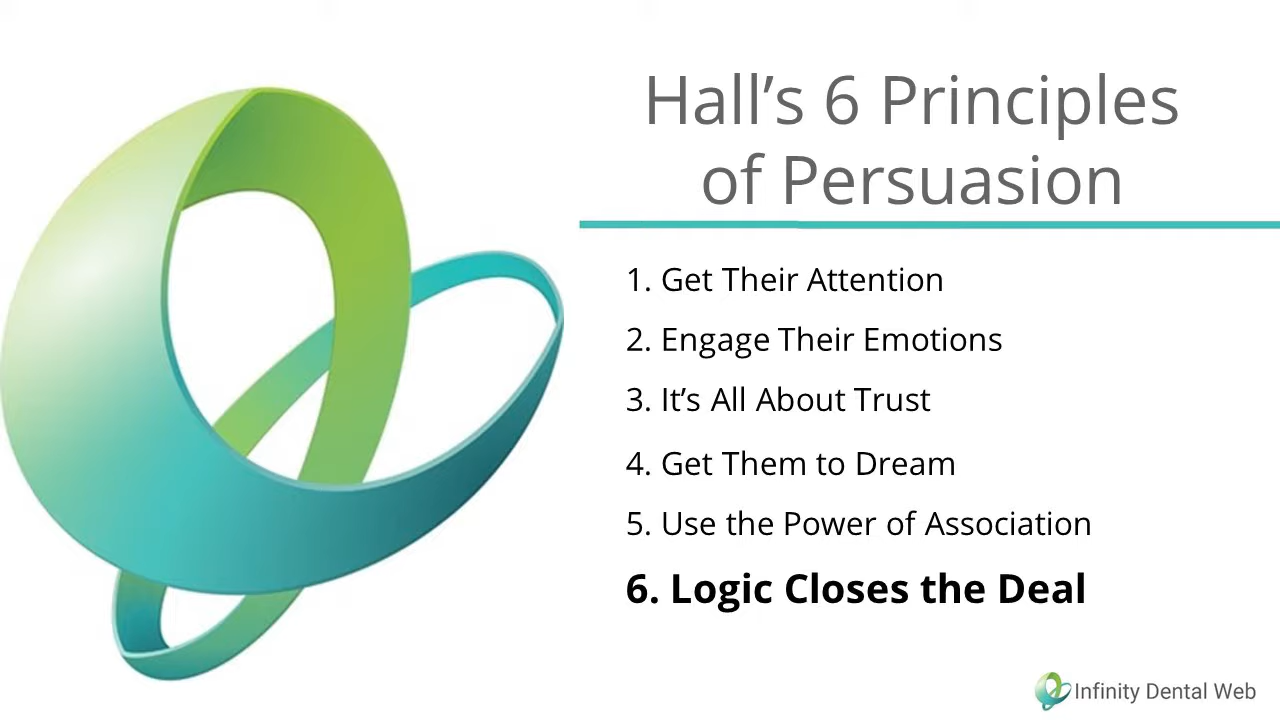 Hall’s 6 Principles
of Persuasion
1. Get Their Attention
2. Engage Their Emotions
3. It’s All About Trust
4. Get Them to Dream
5. Use the Power of Association
6. Logic Closes the Deal
Infinity Dental Web